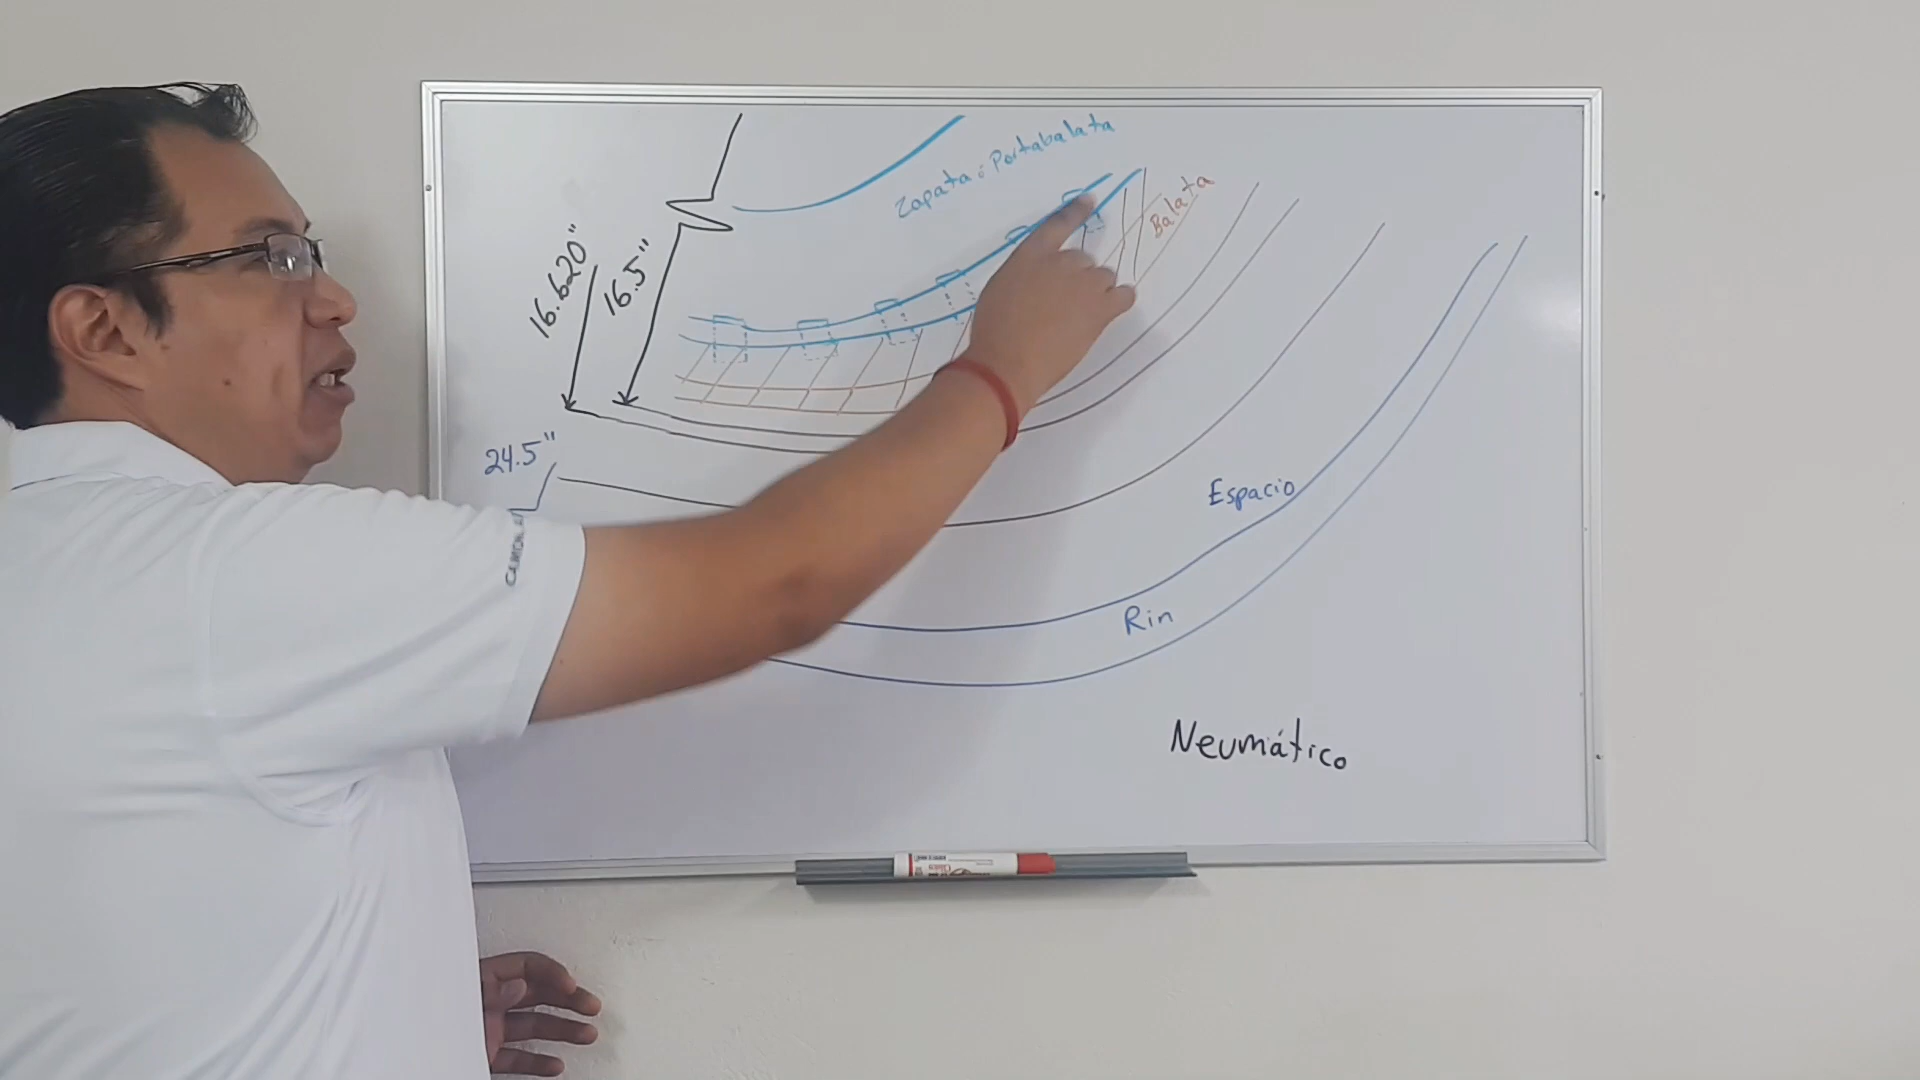 Zapata ó Portabalata
Balata
16.620"
16.5"
24.5"
Espacio
Rin
Neumático